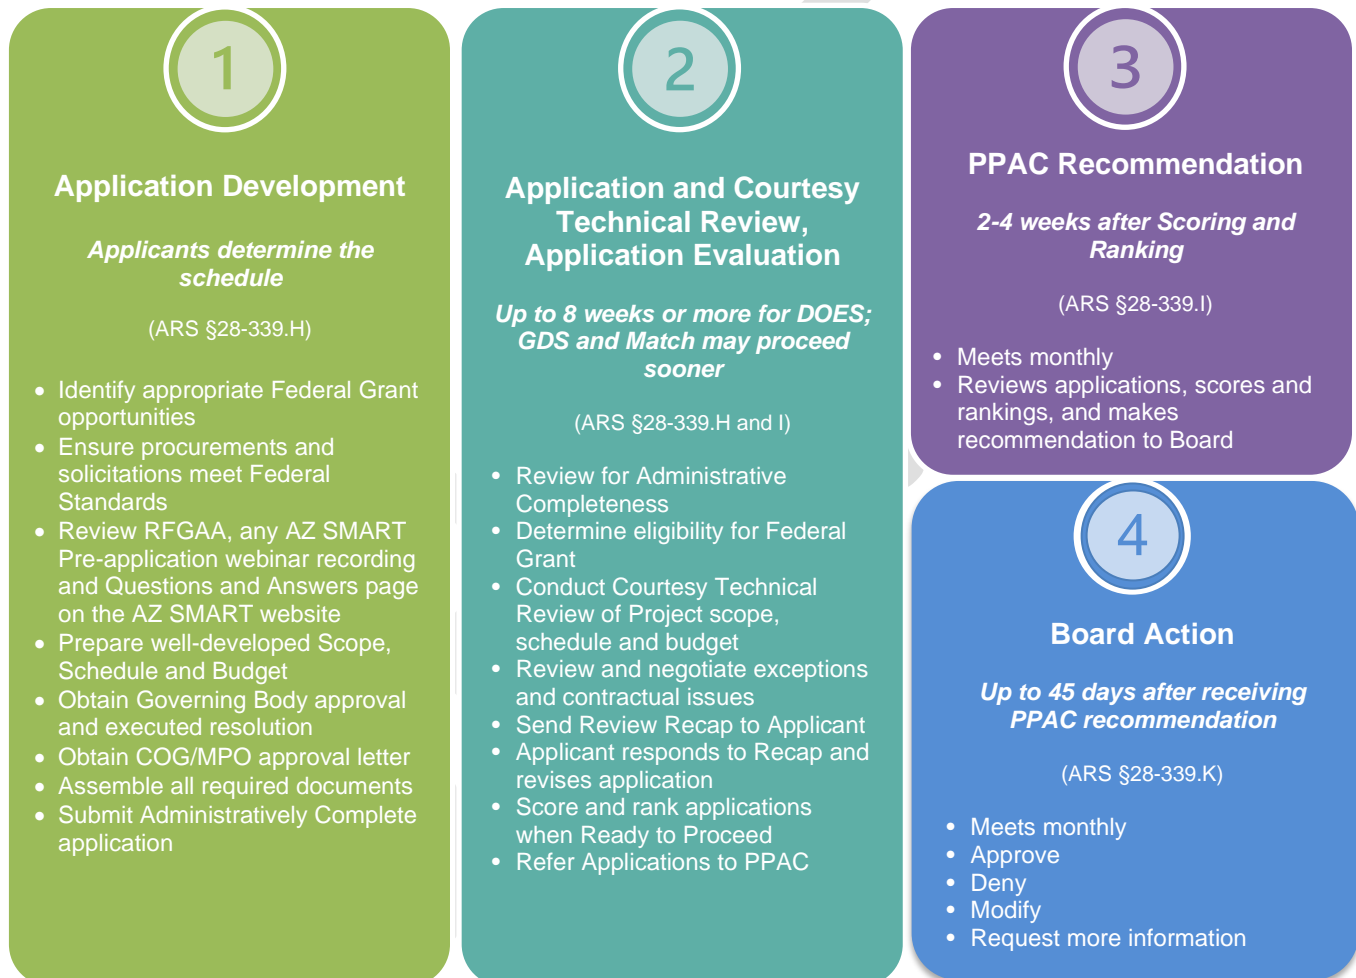 1
Application Development
Applicants determine the
schedule
(ARS §28-339.H)
• Identify appropriate Federal Grant
opportunities
• Ensure procurements and
solicitations meet Federal
Standards
• Review RFGAA, any AZ SMART
Pre-application webinar recording
and Questions and Answers page
on the AZ SMART website
• Prepare well-developed Scope,
Schedule and Budget
• Obtain Governing Body approval
and executed resolution
• Obtain COG/MPO approval letter
• Assemble all required documents
• Submit Administratively Complete
application
2
Application and Courtesy
Technical Review,
Application Evaluation
Up to 8 weeks or more for DOES;
GDS and Match may proceed
sooner
(ARS §28-339.H and I)
• Review for Administrative
Completeness
• Determine eligibility for Federal
Grant
• Conduct Courtesy Technical
Review of Project scope,
schedule and budget
• Review and negotiate exceptions
and contractual issues
• Send Review Recap to Applicant
• Applicant responds to Recap and
revises application
• Score and rank applications
when Ready to Proceed
• Refer Applications to PPAC
3
PPAC Recommendation
2-4 weeks after Scoring and
Ranking
(ARS §28-339.I)
• Meets monthly
• Reviews applications, scores and
rankings, and makes
recommendation to Board
4
Board Action
Up to 45 days after receiving
PPAC recommendation
(ARS §28-339.K)
• Meets monthly
• Approve
• Deny
• Modify
• Request more information